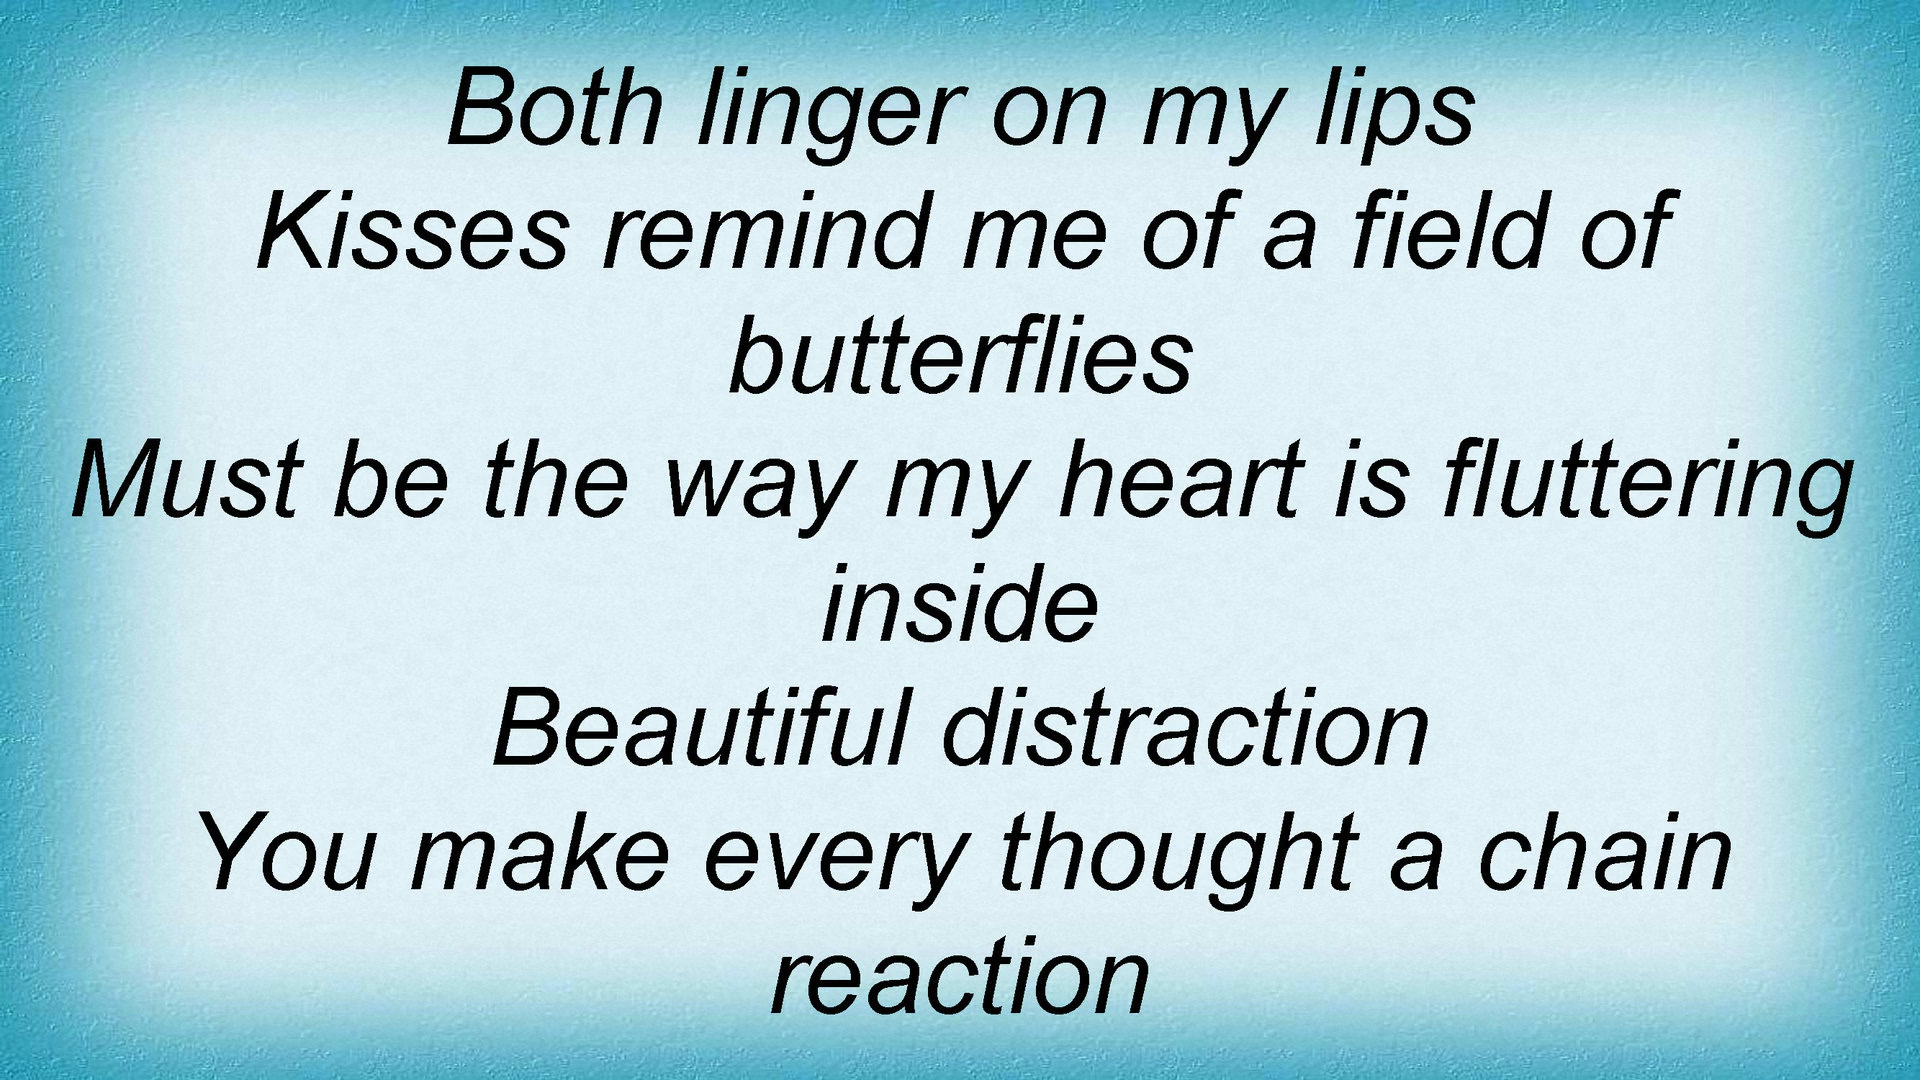 Both linger on my lips
Kisses remind me of a field of
butterflies
Must be the way my heart is fluttering
inside
Beautiful distraction
You make every thought a chain
reaction